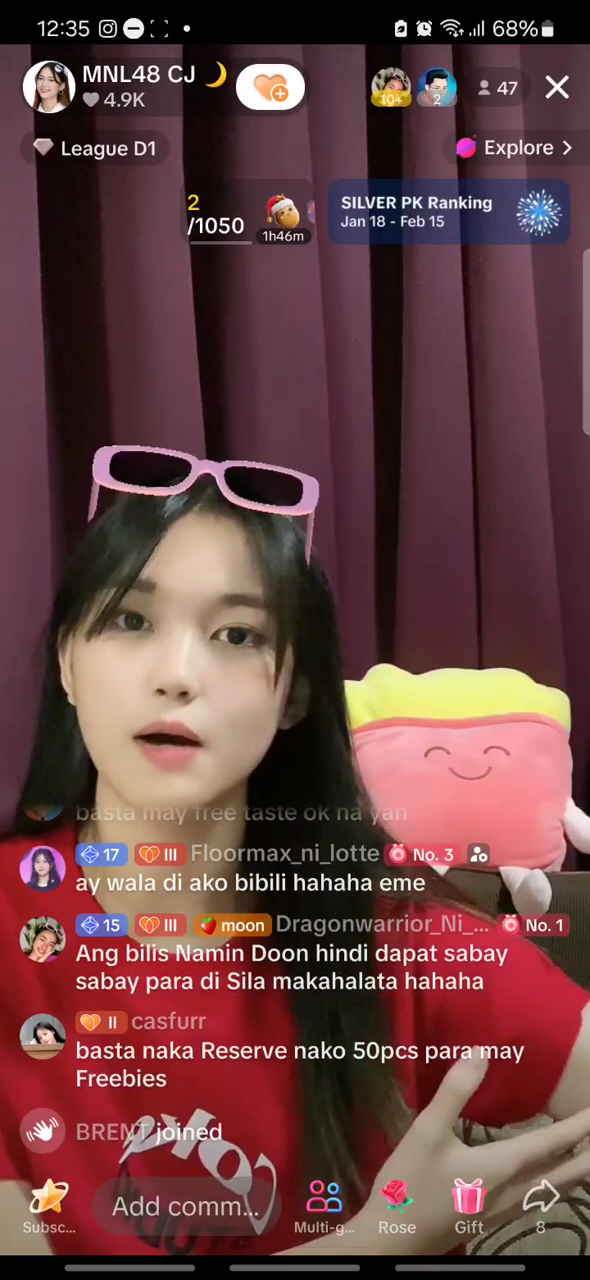 12:35
68%
MNL48 CJ 🌙
4.9K
10+
2
47
League D1
Explore
2
/1050
1h46m
SILVER PK Ranking
Jan 18 - Feb 15
basta may free taste ok na yan
17 III Floormax_ni_lotte No. 3
ay wala di ako bibili hahaha eme
15 III moon Dragonwarrior_Ni_... No. 1
Ang bilis Namin Doon hindi dapat sabay
sabay para di Sila makahalata hahaha
II casfurr
basta naka Reserve nako 50pcs para may
Freebies
BRENT joined
Add comm...
Subsc...
Multi-g...
Rose
Gift
8